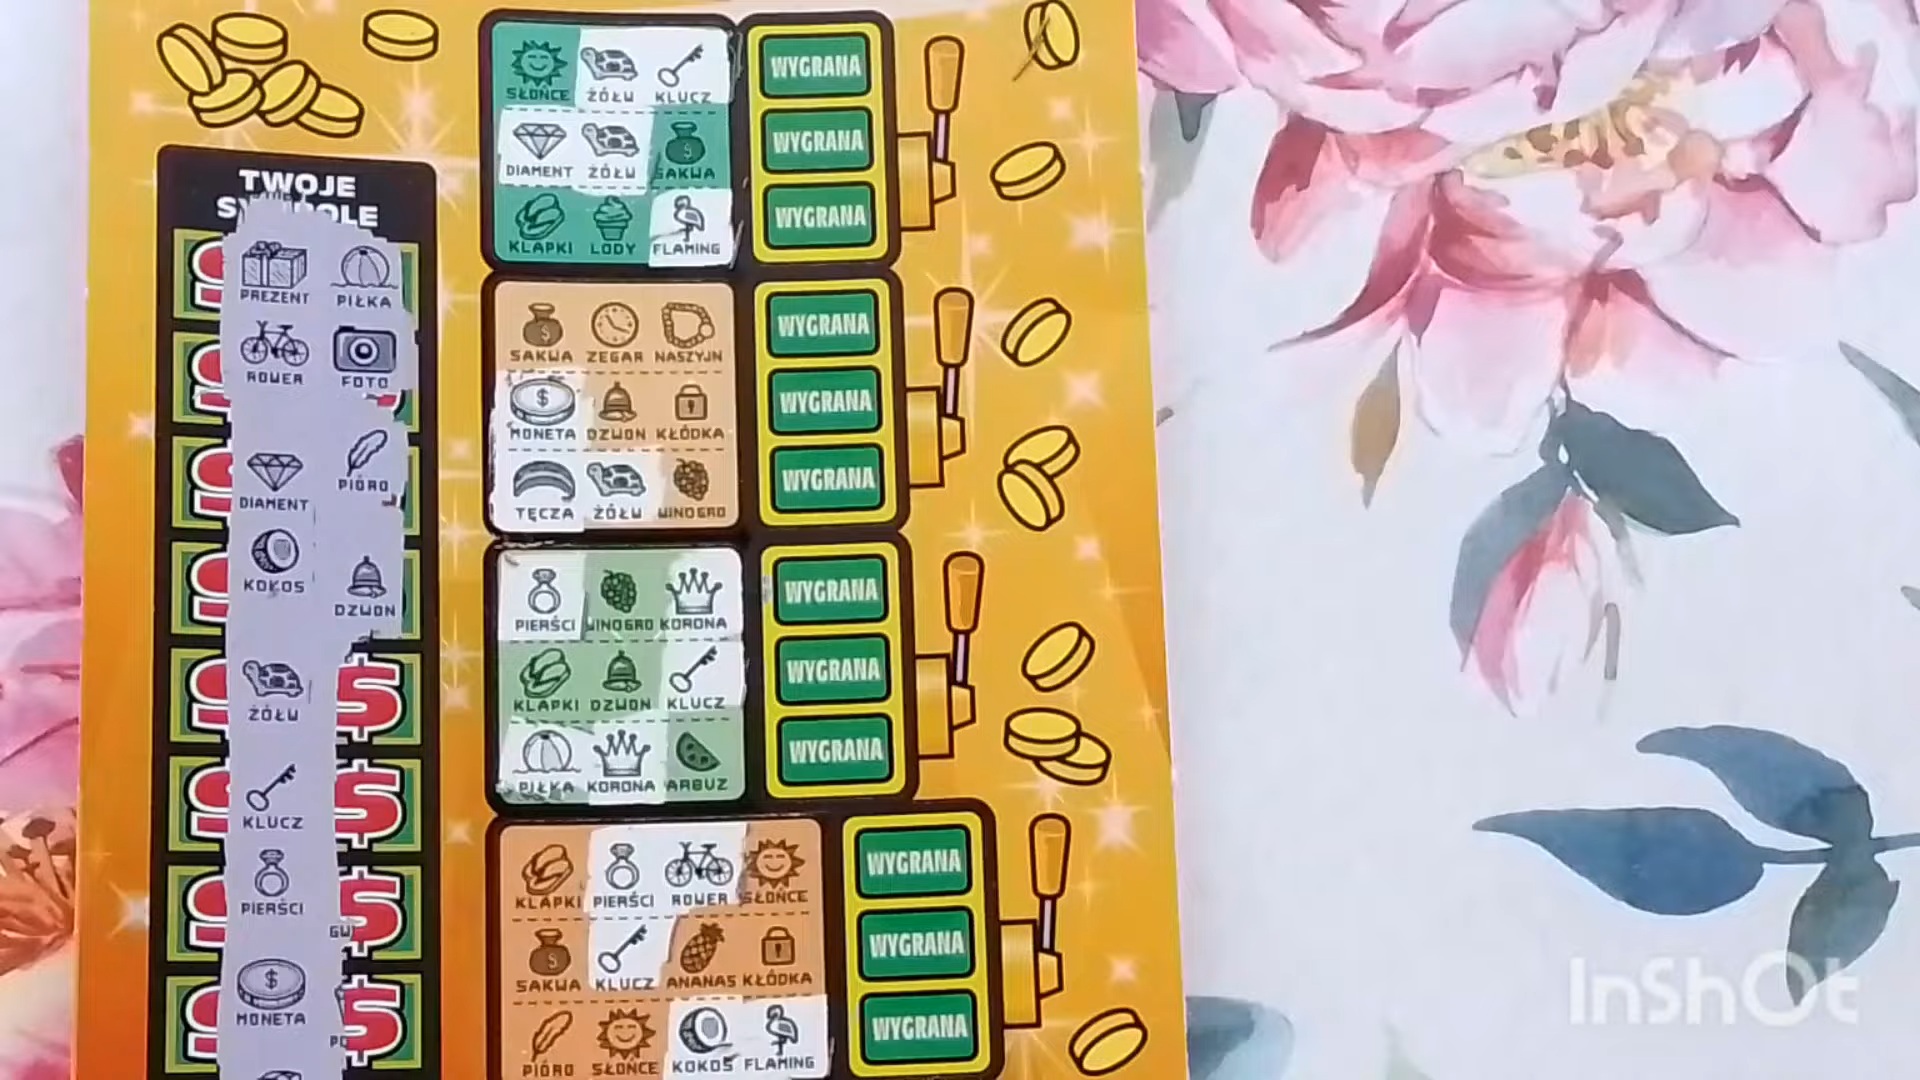 TWOJE
PREZENT PIŁKA
ROWER FOTO
DIAMENT PIÓRO
KOKOS DZWON
ŻÓŁW
KLUCZ
PIERŚCI
MONETA
SŁOŃCE ŻÓŁW KLUCZ
DIAMENT ŻÓŁW SAKWA
KLAPKI LODY FLAMING
WYGRANA
WYGRANA
WYGRANA
SAKWA ZEGAR NASZYJN
MONETA DZWON KŁÓDKA
TĘCZA ŻÓŁW WINOGRO
WYGRANA
WYGRANA
WYGRANA
PIERŚCI WINOGRO KORONA
KLAPKI DZWON KLUCZ
PIŁKA KORONA ARBUZ
WYGRANA
WYGRANA
WYGRANA
KLAPKI PIERŚCI ROWER SŁOŃCE
SAKWA KLUCZ ANANAS KŁÓDKA
PIÓRO SŁOŃCE KOKOS FLAMING
WYGRANA
WYGRANA
WYGRANA
InShOt